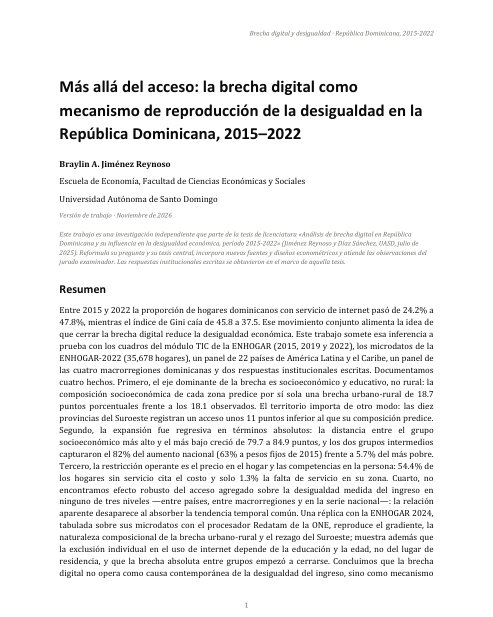 Brecha digital y desigualdad · República Dominicana, 2015-2022
Más allá del acceso: la brecha digital como
mecanismo de reproducción de la desigualdad en la
República Dominicana, 2015–2022
Braylin A. Jiménez Reynoso
Escuela de Economía, Facultad de Ciencias Económicas y Sociales
Universidad Autónoma de Santo Domingo
Versión de trabajo · Noviembre de 2026
Este trabajo es una investigación independiente que parte de la tesis de licenciatura «Análisis de brecha digital en República
Dominicana y su influencia en la desigualdad económica, período 2015-2022» (Jiménez Reynoso y Díaz Sánchez, UASD, julio de
2025). Reformula su pregunta y su tesis central, incorpora nuevas fuentes y diseños econométricos y atiende las observaciones del
jurado examinador. Las respuestas institucionales escritas se obtuvieron en el marco de aquella tesis.
Resumen
Entre 2015 y 2022 la proporción de hogares dominicanos con servicio de internet pasó de 24.2% a
47.8%, mientras el índice de Gini caía de 45.8 a 37.5. Ese movimiento conjunto alimenta la idea de
que cerrar la brecha digital reduce la desigualdad económica. Este trabajo somete esa inferencia a
prueba con los cuadros del módulo TIC de la ENHOGAR (2015, 2019 y 2022), los microdatos de la
ENHOGAR-2022 (35,678 hogares), un panel de 22 países de América Latina y el Caribe, un panel de
las cuatro macrorregiones dominicanas y dos respuestas institucionales escritas. Documentamos
cuatro hechos. Primero, el eje dominante de la brecha es socioeconómico y educativo, no rural: la
composición socioeconómica de cada zona predice por sí sola una brecha urbano-rural de 18.7
puntos porcentuales frente a los 18.1 observados. El territorio importa de otro modo: las diez
provincias del Suroeste registran un acceso unos 11 puntos inferior al que su composición predice.
Segundo, la expansión fue regresiva en términos absolutos: la distancia entre el grupo
socioeconómico más alto y el más bajo creció de 79.7 a 84.9 puntos, y los dos grupos intermedios
capturaron el 82% del aumento nacional (63% a pesos fijos de 2015) frente a 5.7% del más pobre.
Tercero, la restricción operante es el precio en el hogar y las competencias en la persona: 54.4% de
los hogares sin servicio cita el costo y solo 1.3% la falta de servicio en su zona. Cuarto, no
encontramos efecto robusto del acceso agregado sobre la desigualdad medida del ingreso en
ninguno de tres niveles —entre países, entre macrorregiones y en la serie nacional—: la relación
aparente desaparece al absorber la tendencia temporal común. Una réplica con la ENHOGAR 2024,
tabulada sobre sus microdatos con el procesador Redatam de la ONE, reproduce el gradiente, la
naturaleza composicional de la brecha urbano-rural y el rezago del Suroeste; muestra además que
la exclusión individual en el uso de internet depende de la educación y la edad, no del lugar de
residencia, y que la brecha absoluta entre grupos empezó a cerrarse. Concluimos que la brecha
digital no opera como causa contemporánea de la desigualdad del ingreso, sino como mecanismo
1